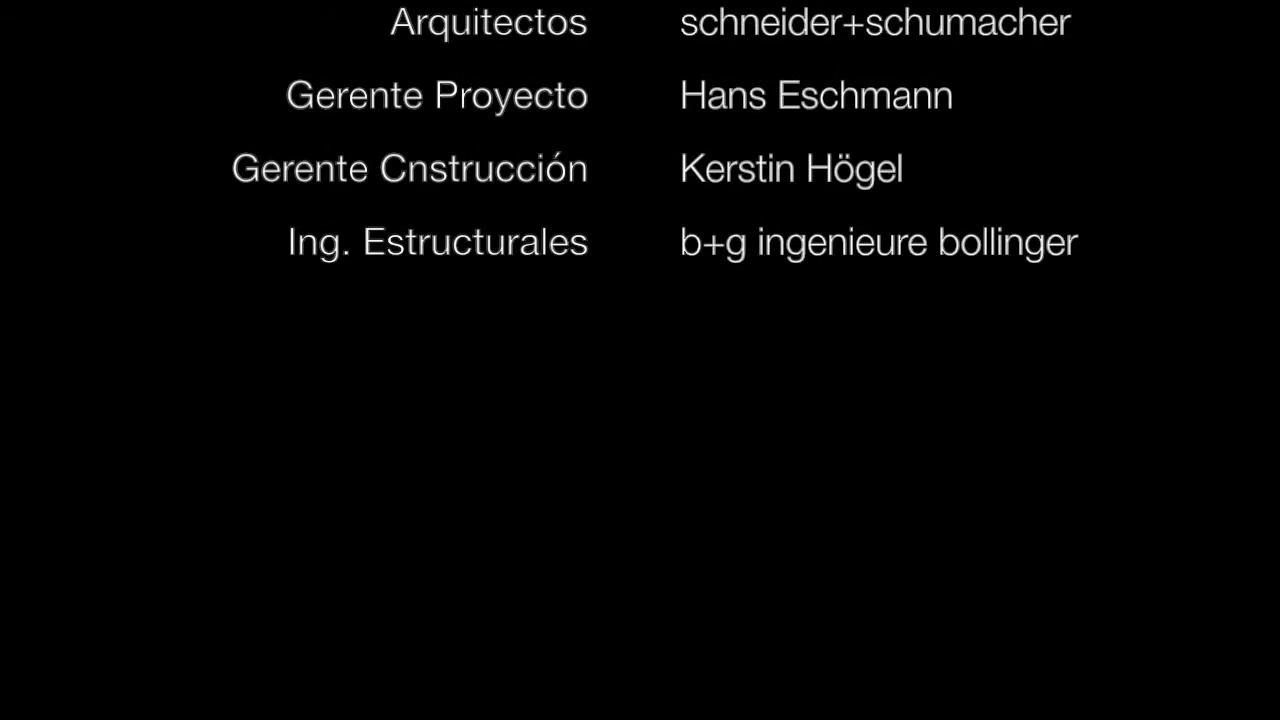 Arquitectos schneider+schumacher
Gerente Proyecto Hans Eschmann
Gerente Cnstrucción Kerstin Högel
Ing. Estructurales b+g ingenieure bollinger